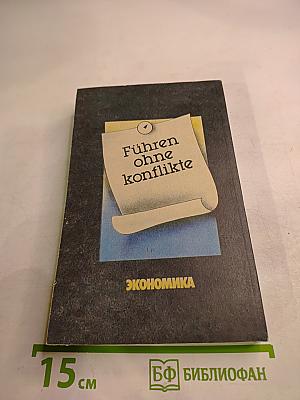 Führen
ohne
konflikte
ЭКОНОМИКА
15 см
БФ БИБЛИОФАН